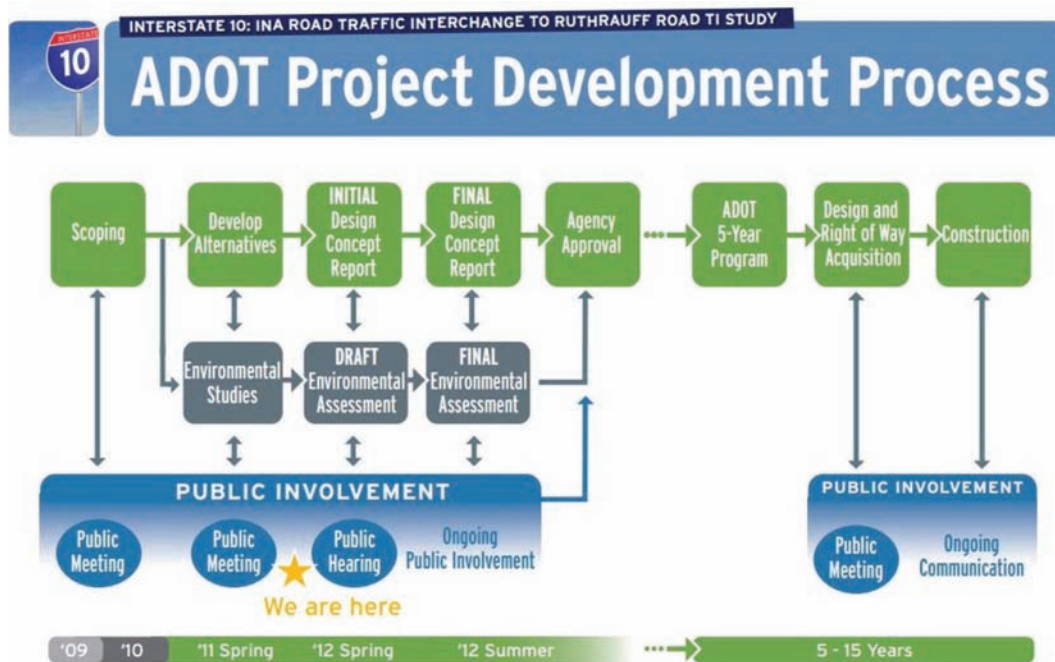 INTERSTATE 10: INA ROAD TRAFFIC INTERCHANGE TO RUTHRAUFF ROAD TI STUDY
INTERSTATE
10
ADOT Project Development Process
Scoping
Develop
Alternatives
INITIAL
Design
Concept
Report
FINAL
Design
Concept
Report
Agency
Approval
ADOT
5-Year
Program
Design and
Right of Way
Acquisition
Construction
Environmental
Studies
DRAFT
Environmental
Assessment
FINAL
Environmental
Assessment
PUBLIC INVOLVEMENT
Public
Meeting
Public
Meeting
Public
Hearing
Ongoing
Public Involvement
We are here
PUBLIC INVOLVEMENT
Public
Meeting
Ongoing
Communication
'09
'10
'11 Spring
'12 Spring
'12 Summer
5 - 15 Years